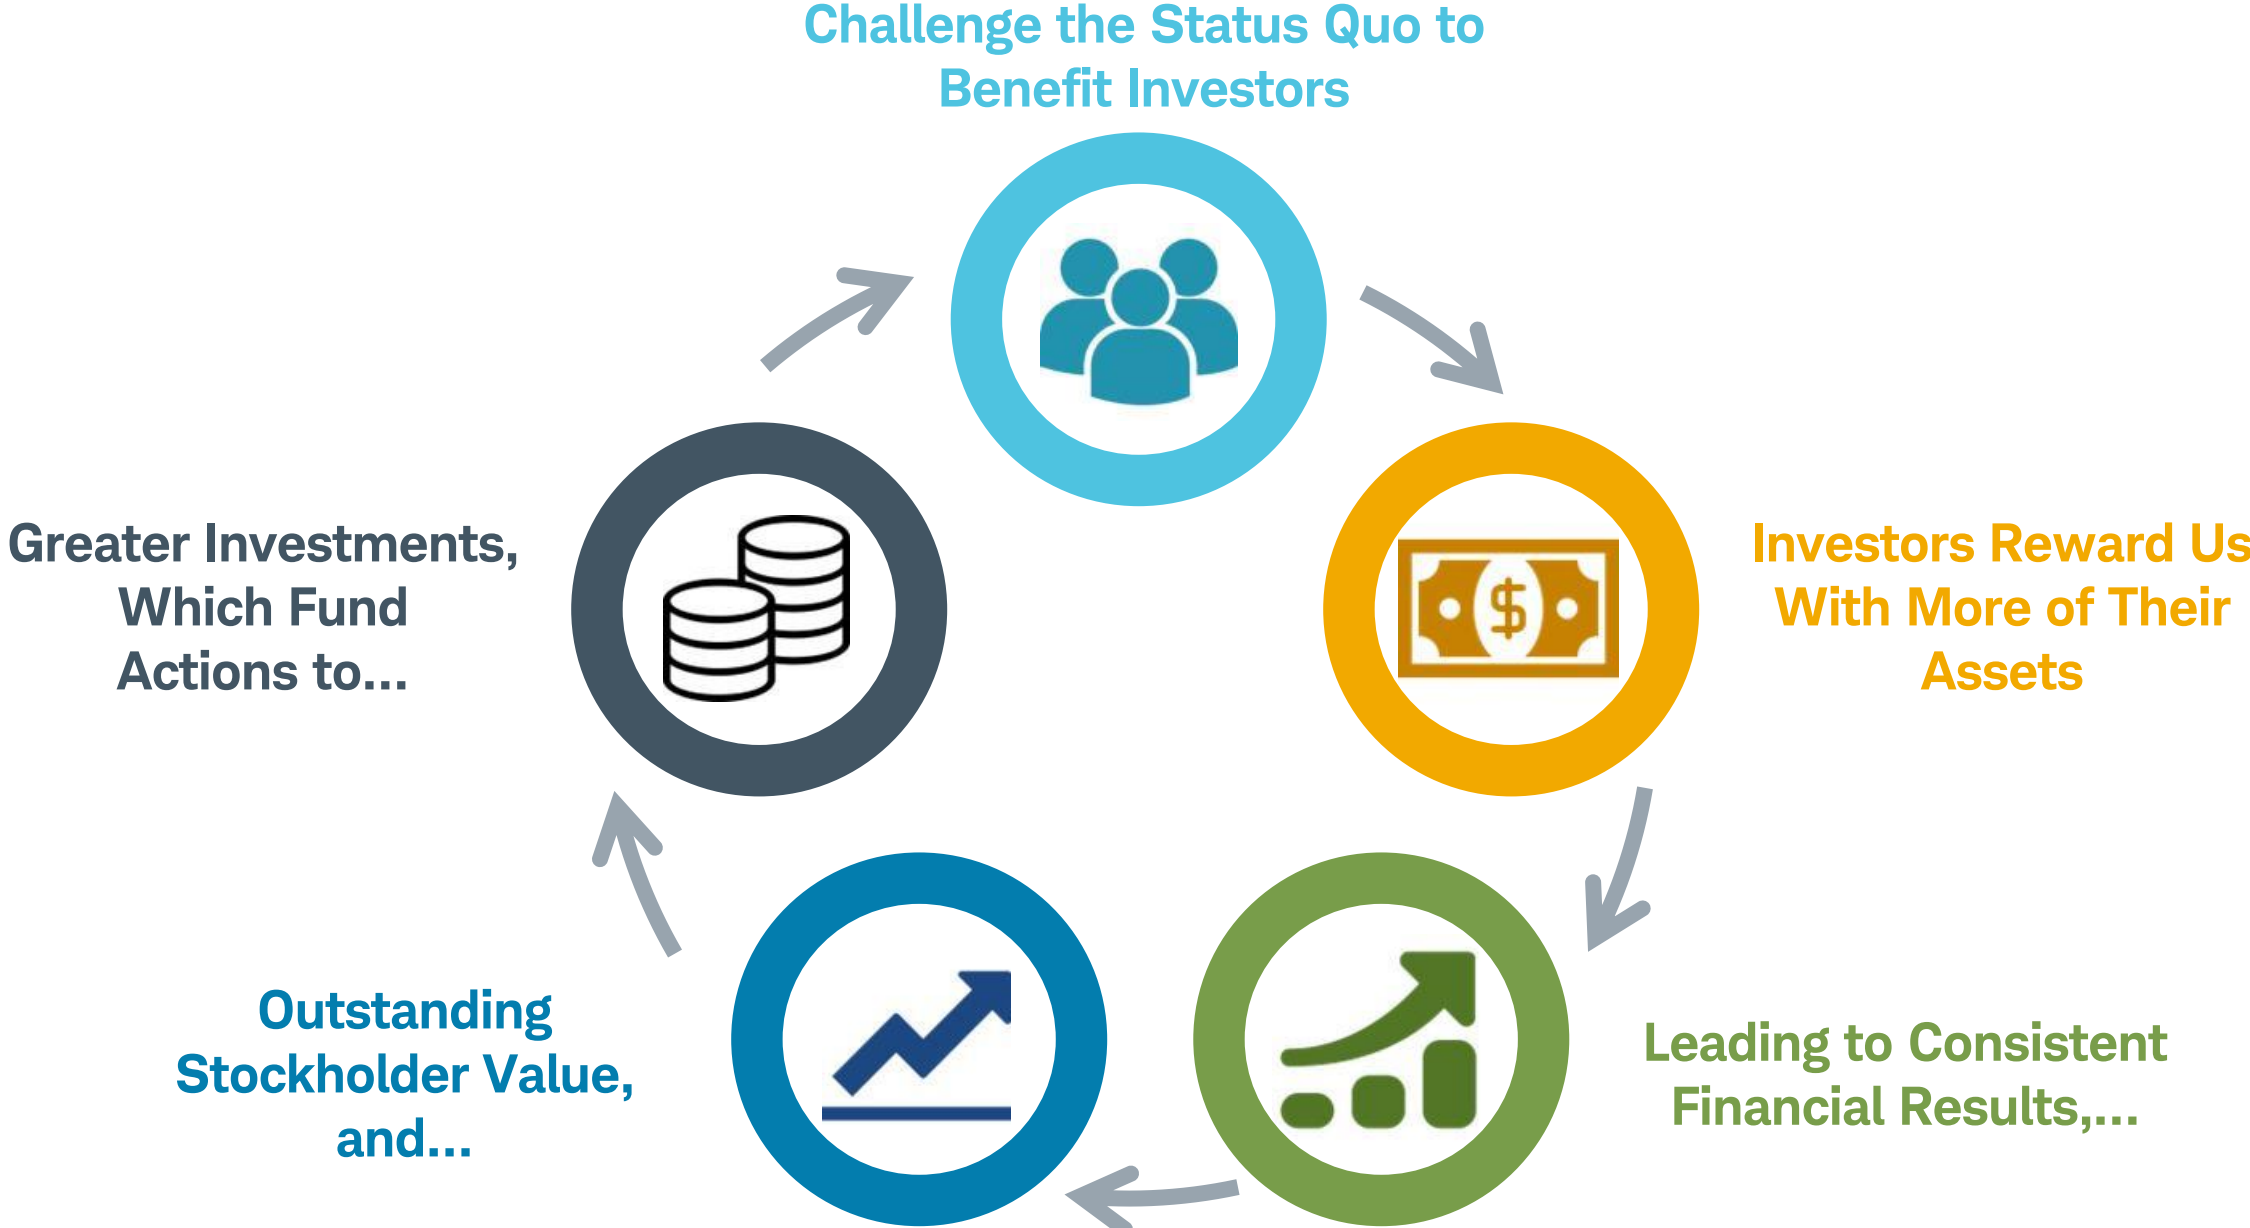 Challenge the Status Quo to
Benefit Investors
Investors Reward Us
With More of Their
Assets
Leading to Consistent
Financial Results,...
Outstanding
Stockholder Value,
and...
Greater Investments,
Which Fund
Actions to...
$